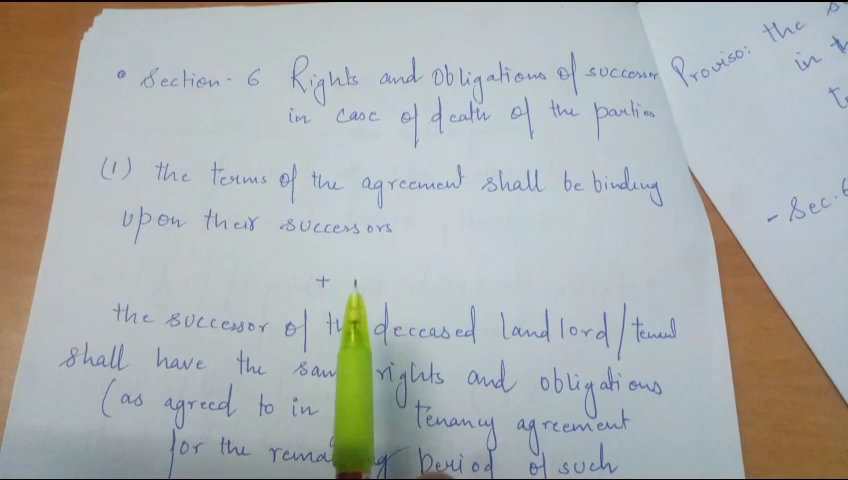 • Section - 6 Rights and Obligations of successor
in case of death of the parties
(1) the terms of the agreement shall be binding
upon their successors
+
the successor of deceased landlord/tenant
shall have the rights and obligations
(as agreed to in tenancy agreement
for the period of such
Proviso: the
in
- Sec. 6